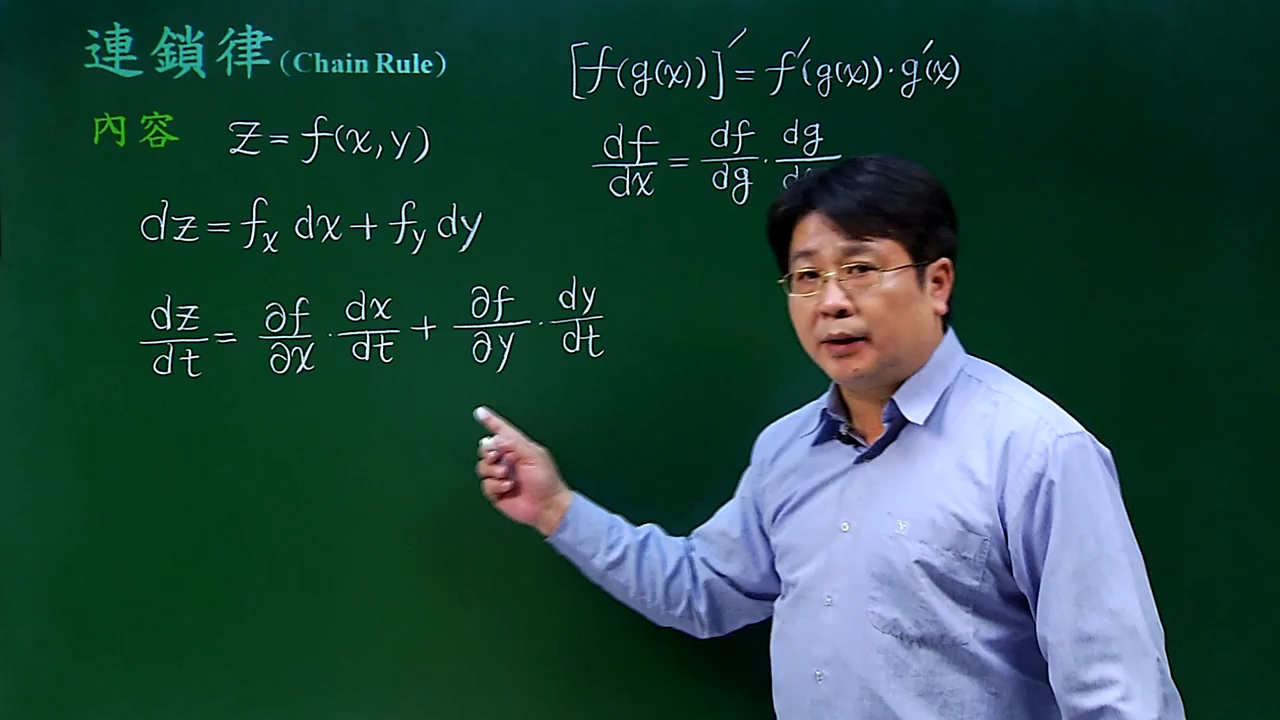 連鎖律(Chain Rule)
內容 z = f(x,y)
dz = fₓ dx + f_y dy
dz/dt = ∂f/∂x · dx/dt + ∂f/∂y · dy/dt
[f(g(x))]′ = f′(g(x))·g′(x)
df/dx = df/dg · dg/